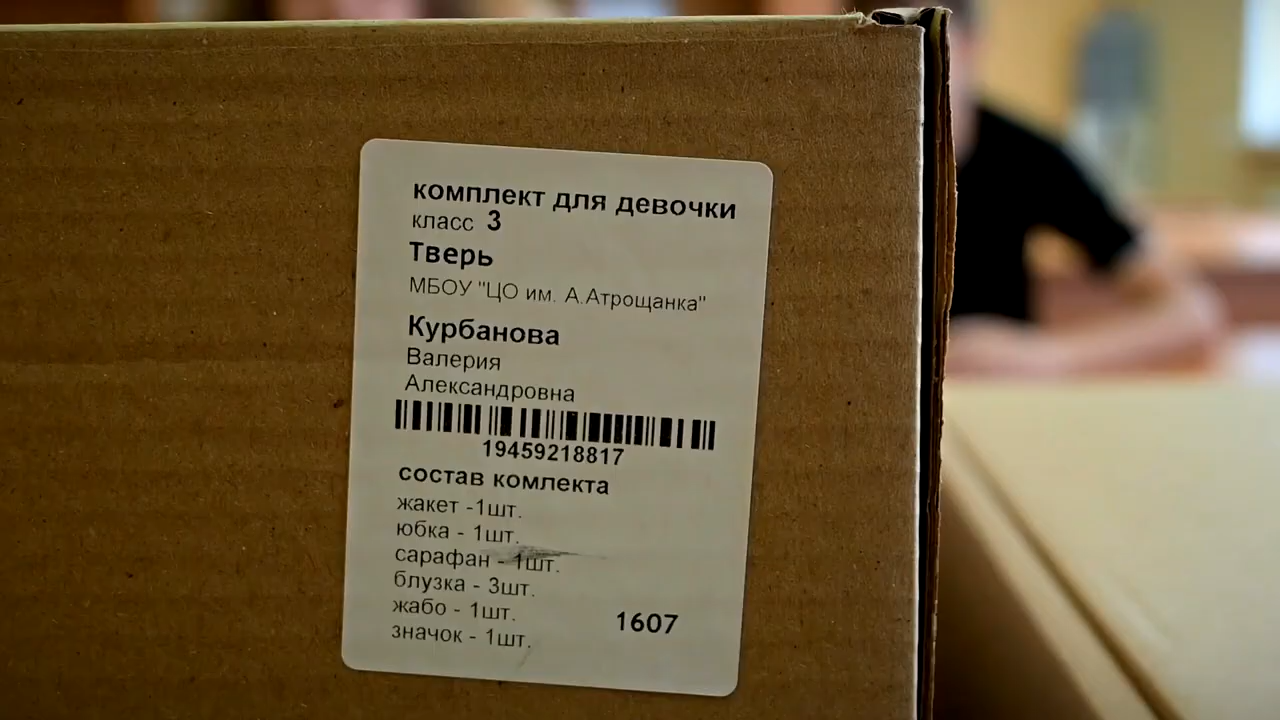 комплект для девочки
класс 3
Тверь
МБОУ "ЦО им. А.Атрощанка"
Курбанова
Валерия
Александровна
19459218817
состав комлекта
жакет -1шт.
юбка - 1шт.
сарафан - 1шт.
блузка - 3шт.
жабо - 1шт.
значок - 1шт.
1607